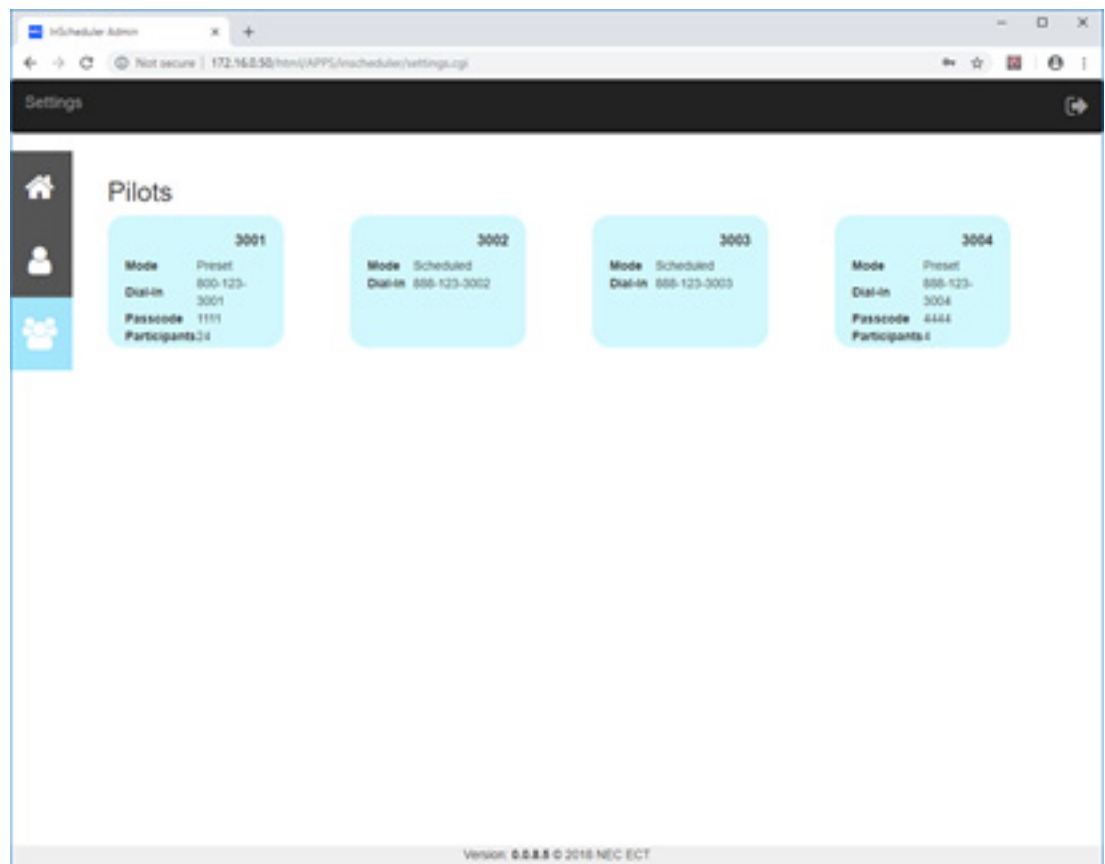 InScheduler Admin
Not secure | 172.16.0.50/html/APPS/inscheduler/settings.cgi
Settings
Pilots
3001
Mode Preset
Dial-In 800-123-
3001
Passcode 1111
Participants 24
3002
Mode Scheduled
Dial-In 888-123-3002
3003
Mode Scheduled
Dial-In 888-123-3003
3004
Mode Preset
Dial-In 888-123-
3004
Passcode 4444
Participants 4
Version: 0.0.8.5 © 2018 NEC ECT